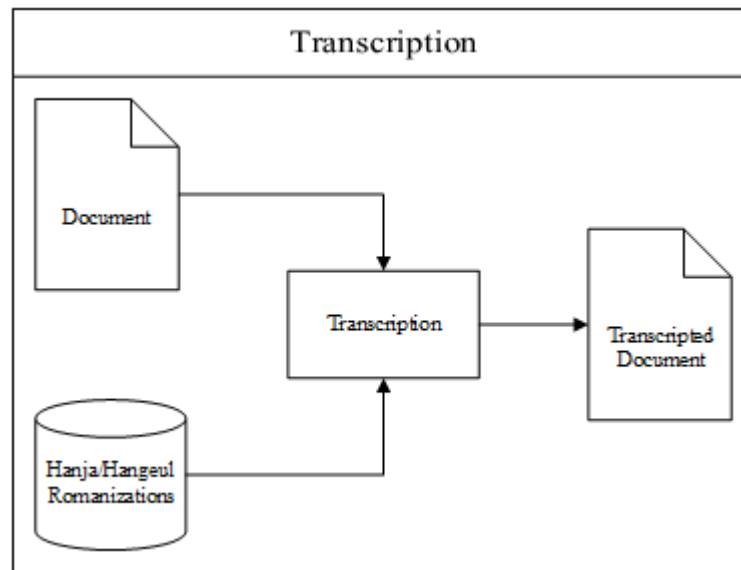 Transcription
Document
Transcription
Transcripted
Document
Hanja/Hangeul
Romanizations